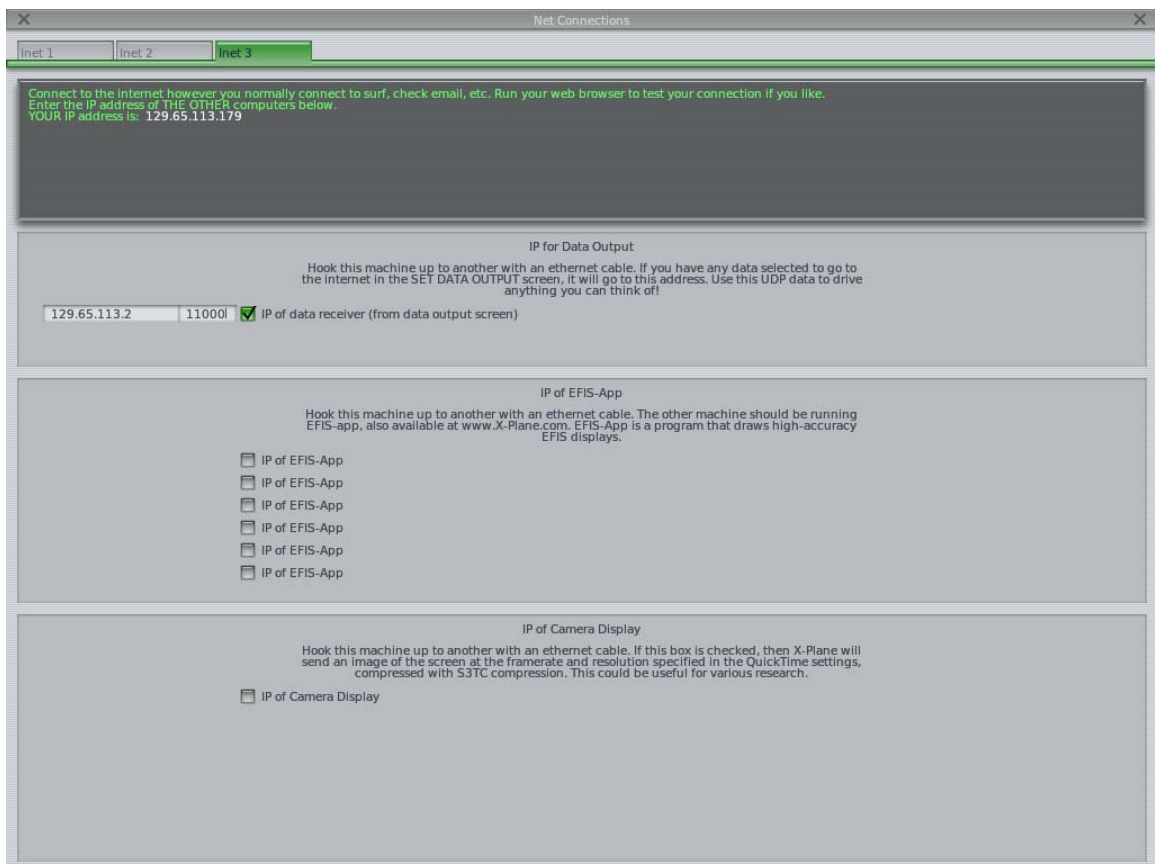 Net Connections
Inet 1
Inet 2
Inet 3
Connect to the internet however you normally connect to surf, check email, etc. Run your web browser to test your connection if you like.
Enter the IP address of THE OTHER computers below.
YOUR IP address is: 129.65.113.179
IP for Data Output
Hook this machine up to another with an ethernet cable. If you have any data selected to go to
the internet in the SET DATA OUTPUT screen, it will go to this address. Use this UDP data to drive
anything you can think of!
129.65.113.2 11000 IP of data receiver (from data output screen)
IP of EFIS-App
Hook this machine up to another with an ethernet cable. The other machine should be running
EFIS-app, also available at www.X-Plane.com. EFIS-App is a program that draws high-accuracy
EFIS displays.
IP of EFIS-App
IP of EFIS-App
IP of EFIS-App
IP of EFIS-App
IP of EFIS-App
IP of EFIS-App
IP of Camera Display
Hook this machine up to another with an ethernet cable. If this box is checked, then X-Plane will
send an image of the screen at the framerate and resolution specified in the QuickTime settings,
compressed with S3TC compression. This could be useful for various research.
IP of Camera Display